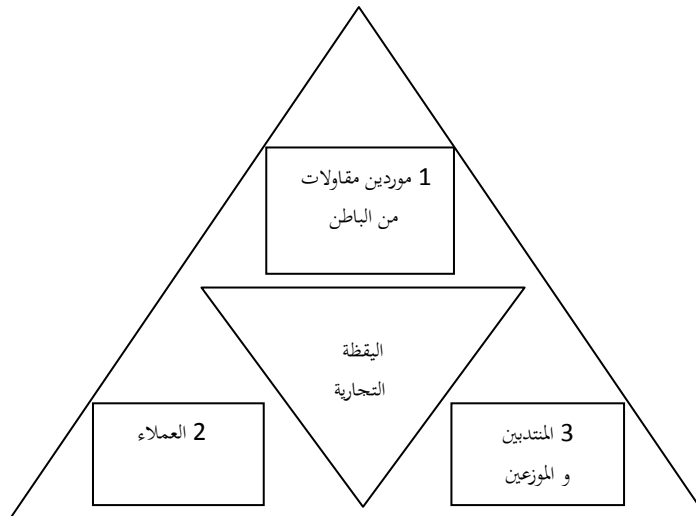 1 موردين مقاولات
من الباطن
اليقظة
التجارية
2 العملاء
3 المنتدبين
و الموزعين